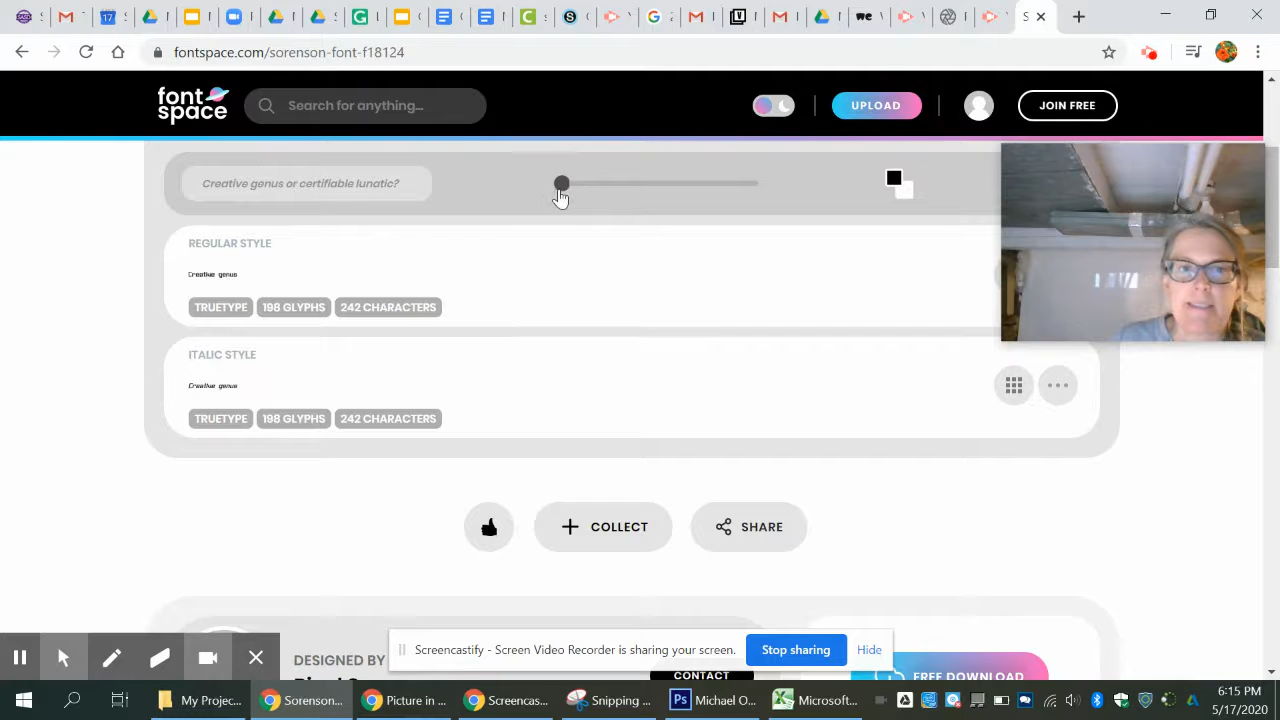 fontspace.com/sorenson-font-f18124
font
space
Search for anything...
UPLOAD
JOIN FREE
Creative genus or certifiable lunatic?
REGULAR STYLE
Creative genus
TRUETYPE 198 GLYPHS 242 CHARACTERS
ITALIC STYLE
Creative genus
TRUETYPE 198 GLYPHS 242 CHARACTERS
COLLECT
SHARE
Screencastify - Screen Video Recorder is sharing your screen.
Stop sharing
Hide
DESIGNED BY
CONTACT
FREE DOWNLOAD
My Project...
Sorenson...
Picture in ...
Screencas...
Snipping ...
Michael O...
Microsoft...
6:15 PM
5/17/2020